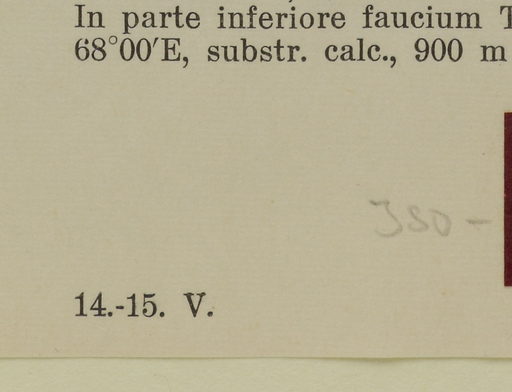 In parte inferiore faucium T
68°00′E, substr. calc., 900 m
350 –
14.-15. V.